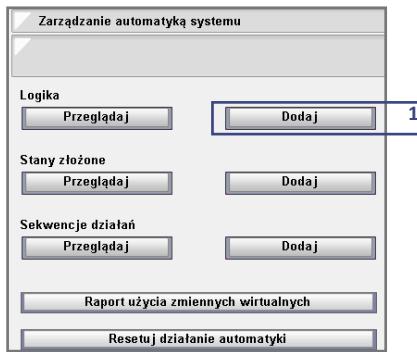 Zarządzanie automatyką systemu
Logika
Przeglądaj Dodaj 1
Stany złożone
Przeglądaj Dodaj
Sekwencje działań
Przeglądaj Dodaj
Raport użycia zmiennych wirtualnych
Resetuj działanie automatyki